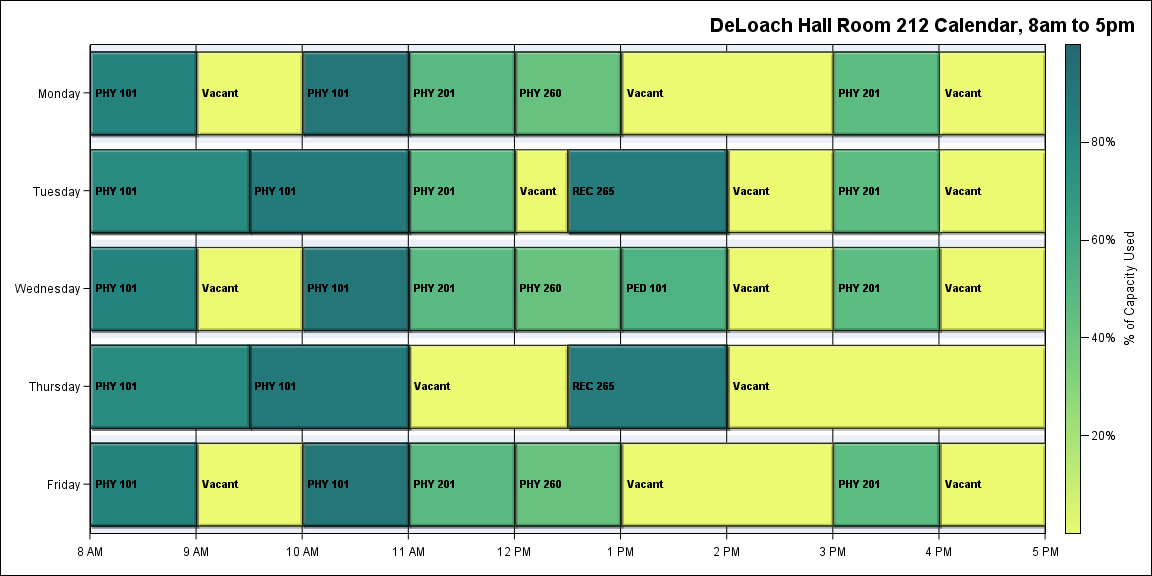 DeLoach Hall Room 212 Calendar, 8am to 5pm
Monday
PHY 101
Vacant
PHY 101
PHY 201
PHY 260
Vacant
PHY 201
Vacant
Tuesday
PHY 101
PHY 101
PHY 201
Vacant
REC 265
Vacant
PHY 201
Vacant
Wednesday
PHY 101
Vacant
PHY 101
PHY 201
PHY 260
PED 101
Vacant
PHY 201
Vacant
Thursday
PHY 101
PHY 101
Vacant
REC 265
Vacant
Friday
PHY 101
Vacant
PHY 101
PHY 201
PHY 260
Vacant
PHY 201
Vacant
8 AM
9 AM
10 AM
11 AM
12 PM
1 PM
2 PM
3 PM
4 PM
5 PM
80%
60%
40%
20%
% of Capacity Used